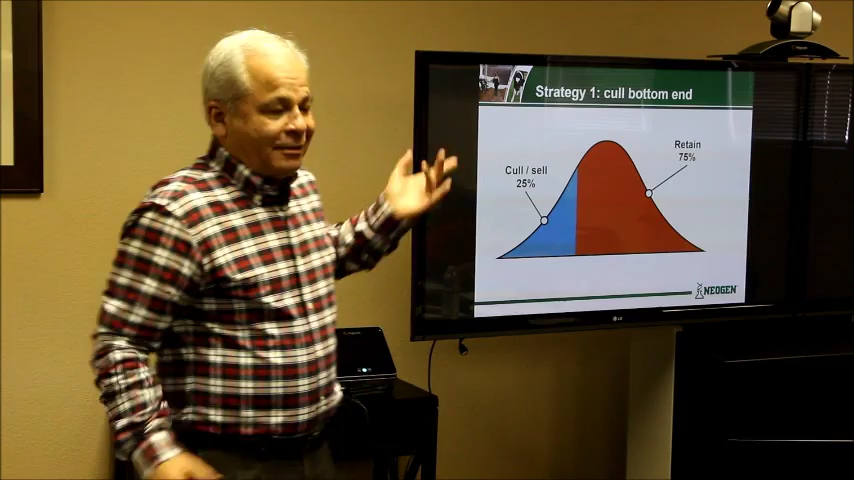 Strategy 1: cull bottom end
Retain
75%
Cull / sell
25%
NEOGEN
LG